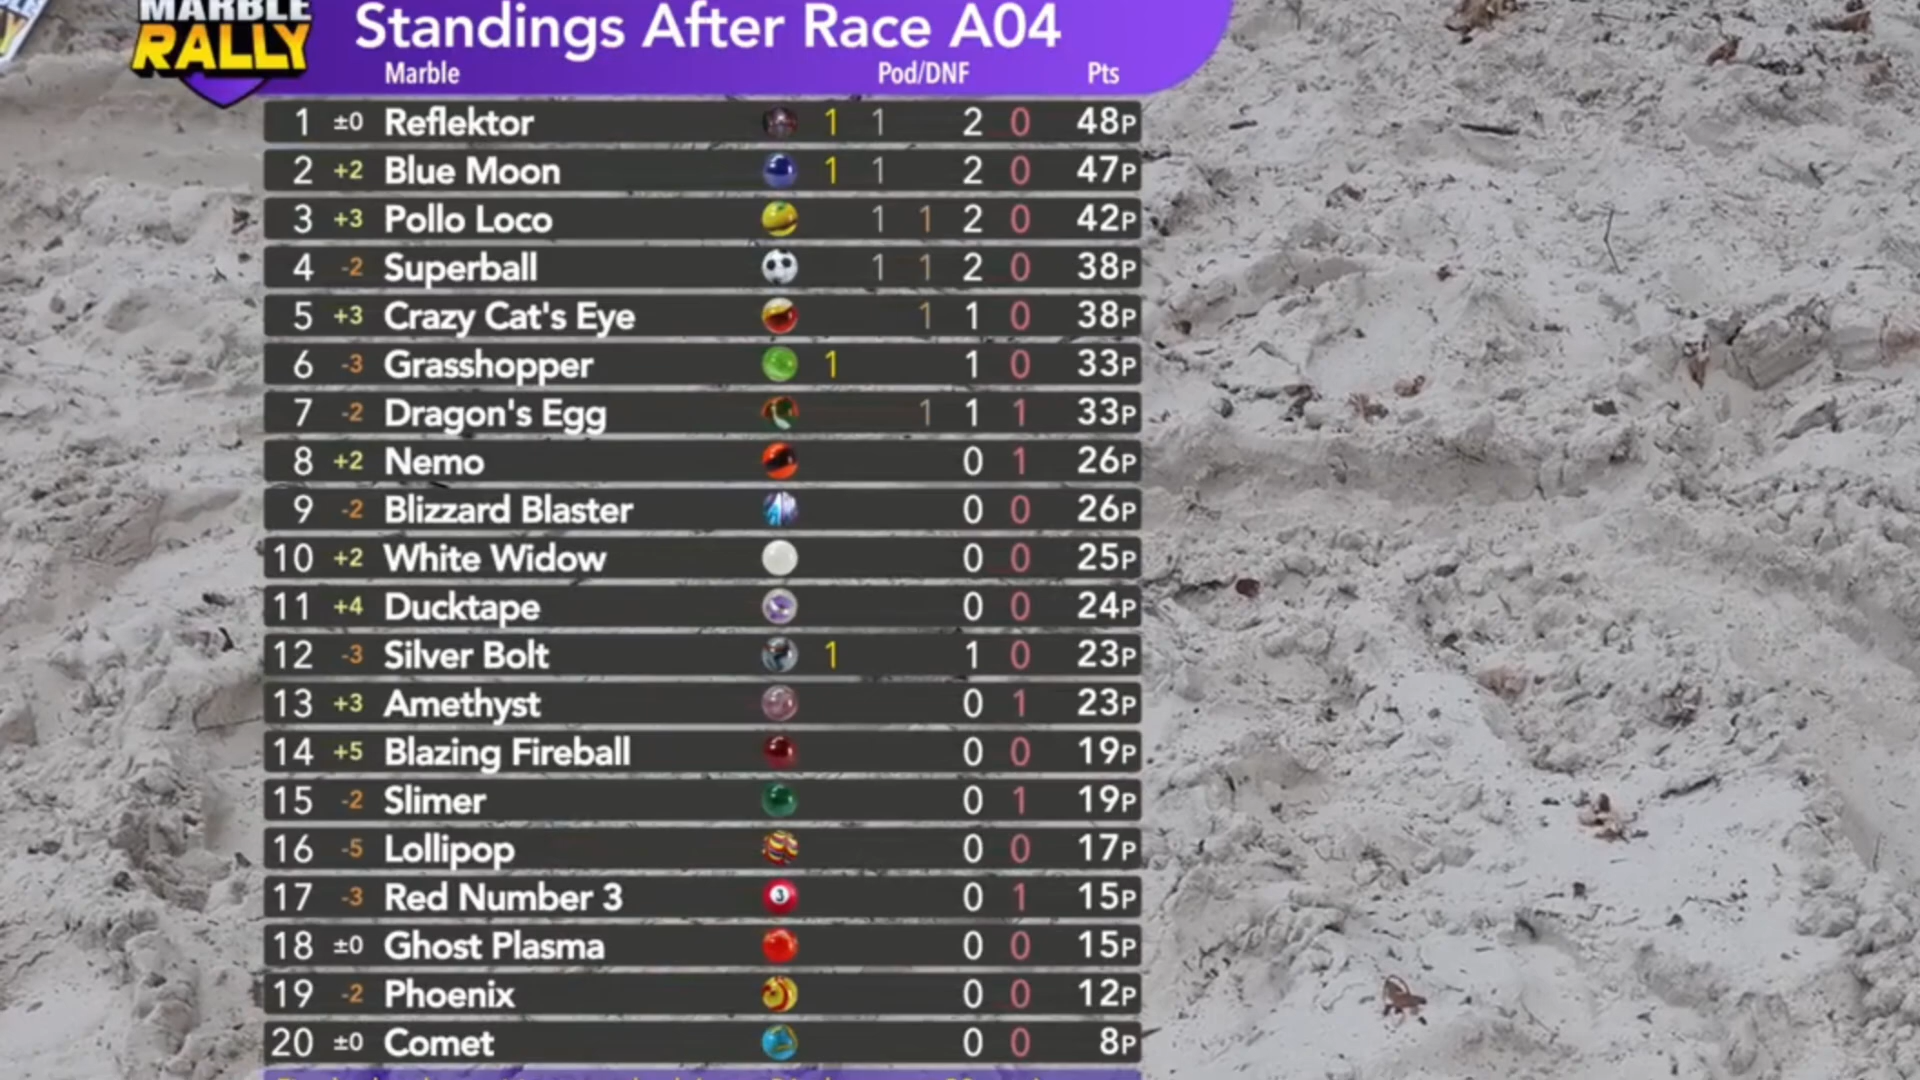 MARBLE
RALLY
Standings After Race A04
Marble Pod/DNF Pts
1 ±0 Reflektor 1 1 2 0 48P
2 +2 Blue Moon 1 1 2 0 47P
3 +3 Pollo Loco 1 1 2 0 42P
4 -2 Superball 1 1 2 0 38P
5 +3 Crazy Cat's Eye 1 1 0 38P
6 -3 Grasshopper 1 1 0 33P
7 -2 Dragon's Egg 1 1 1 33P
8 +2 Nemo 0 1 26P
9 -2 Blizzard Blaster 0 0 26P
10 +2 White Widow 0 0 25P
11 +4 Ducktape 0 0 24P
12 -3 Silver Bolt 1 1 0 23P
13 +3 Amethyst 0 1 23P
14 +5 Blazing Fireball 0 0 19P
15 -2 Slimer 0 1 19P
16 -5 Lollipop 0 0 17P
17 -3 Red Number 3 3 0 1 15P
18 ±0 Ghost Plasma 0 0 15P
19 -2 Phoenix 0 0 12P
20 ±0 Comet 0 0 8P